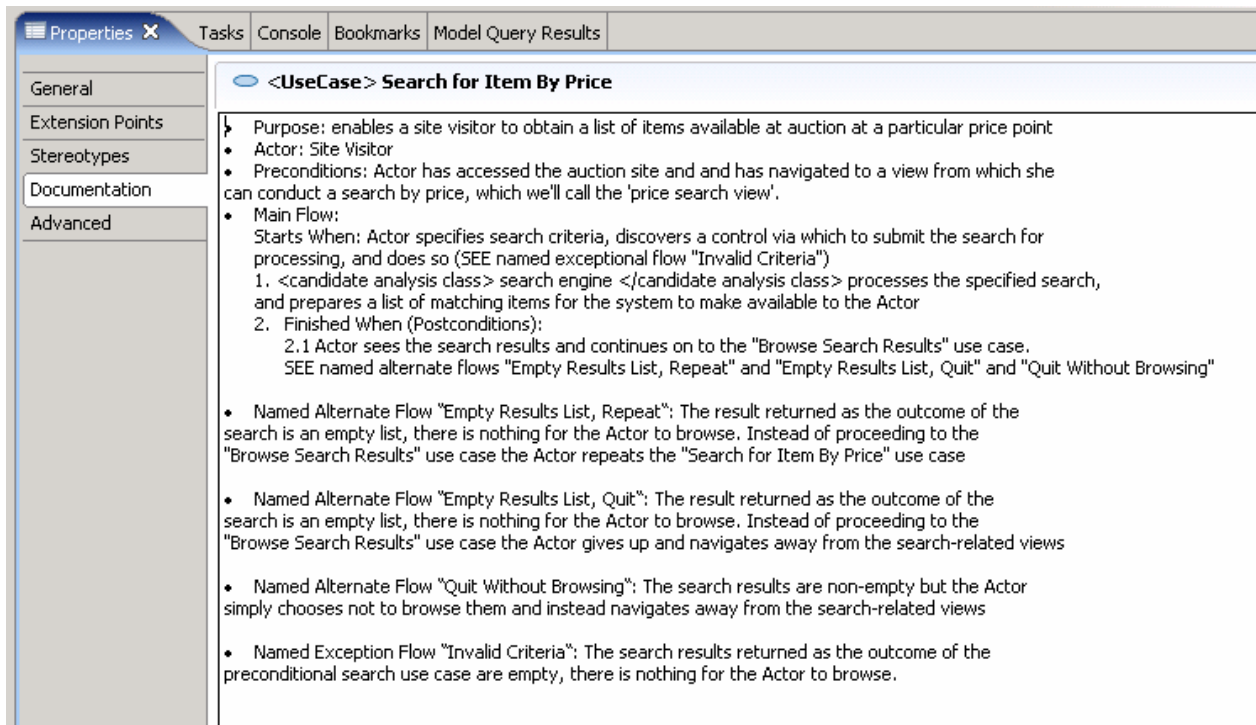 Properties Tasks Console Bookmarks Model Query Results
General
Extension Points
Stereotypes
Documentation
Advanced
<UseCase> Search for Item By Price
• Purpose: enables a site visitor to obtain a list of items available at auction at a particular price point
• Actor: Site Visitor
• Preconditions: Actor has accessed the auction site and and has navigated to a view from which she
can conduct a search by price, which we'll call the 'price search view'.
• Main Flow:
Starts When: Actor specifies search criteria, discovers a control via which to submit the search for
processing, and does so (SEE named exceptional flow "Invalid Criteria")
1. <candidate analysis class> search engine </candidate analysis class> processes the specified search,
and prepares a list of matching items for the system to make available to the Actor
2. Finished When (Postconditions):
2.1 Actor sees the search results and continues on to the "Browse Search Results" use case.
SEE named alternate flows "Empty Results List, Repeat" and "Empty Results List, Quit" and "Quit Without Browsing"
• Named Alternate Flow “Empty Results List, Repeat“: The result returned as the outcome of the
search is an empty list, there is nothing for the Actor to browse. Instead of proceeding to the
"Browse Search Results" use case the Actor repeats the "Search for Item By Price" use case
• Named Alternate Flow “Empty Results List, Quit“: The result returned as the outcome of the
search is an empty list, there is nothing for the Actor to browse. Instead of proceeding to the
"Browse Search Results" use case the Actor gives up and navigates away from the search-related views
• Named Alternate Flow “Quit Without Browsing“: The search results are non-empty but the Actor
simply chooses not to browse them and instead navigates away from the search-related views
• Named Exception Flow “Invalid Criteria“: The search results returned as the outcome of the
preconditional search use case are empty, there is nothing for the Actor to browse.